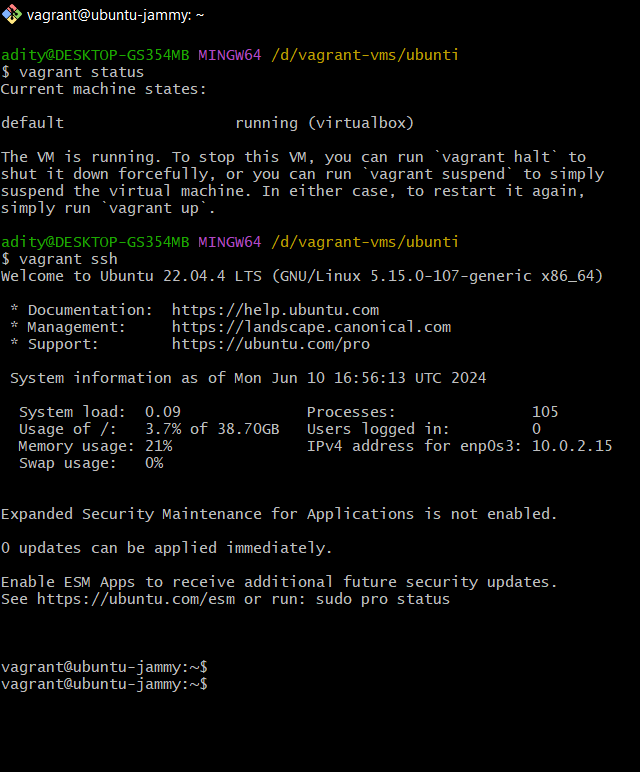 vagrant@ubuntu-jammy: ~
adity@DESKTOP-GS354MB MINGW64 /d/vagrant-vms/ubunti
$ vagrant status
Current machine states:
default                   running (virtualbox)
The VM is running. To stop this VM, you can run `vagrant halt` to
shut it down forcefully, or you can run `vagrant suspend` to simply
suspend the virtual machine. In either case, to restart it again,
simply run `vagrant up`.
adity@DESKTOP-GS354MB MINGW64 /d/vagrant-vms/ubunti
$ vagrant ssh
Welcome to Ubuntu 22.04.4 LTS (GNU/Linux 5.15.0-107-generic x86_64)
 * Documentation:  https://help.ubuntu.com
 * Management:     https://landscape.canonical.com
 * Support:        https://ubuntu.com/pro
 System information as of Mon Jun 10 16:56:13 UTC 2024
  System load:  0.09              Processes:               105
  Usage of /:   3.7% of 38.70GB   Users logged in:         0
  Memory usage: 21%               IPv4 address for enp0s3: 10.0.2.15
  Swap usage:   0%
Expanded Security Maintenance for Applications is not enabled.
0 updates can be applied immediately.
Enable ESM Apps to receive additional future security updates.
See https://ubuntu.com/esm or run: sudo pro status
vagrant@ubuntu-jammy:~$
vagrant@ubuntu-jammy:~$